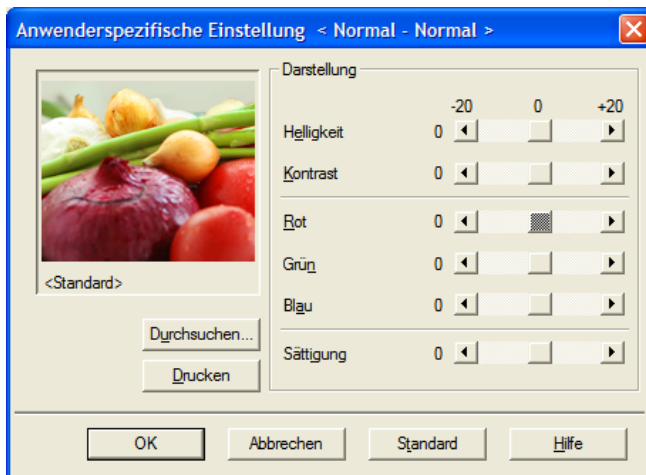 Anwenderspezifische Einstellung < Normal - Normal >
<Standard>
Durchsuchen...
Drucken
Darstellung
-20 0 +20
Helligkeit 0
Kontrast 0
Rot 0
Grün 0
Blau 0
Sättigung 0
OK Abbrechen Standard Hilfe